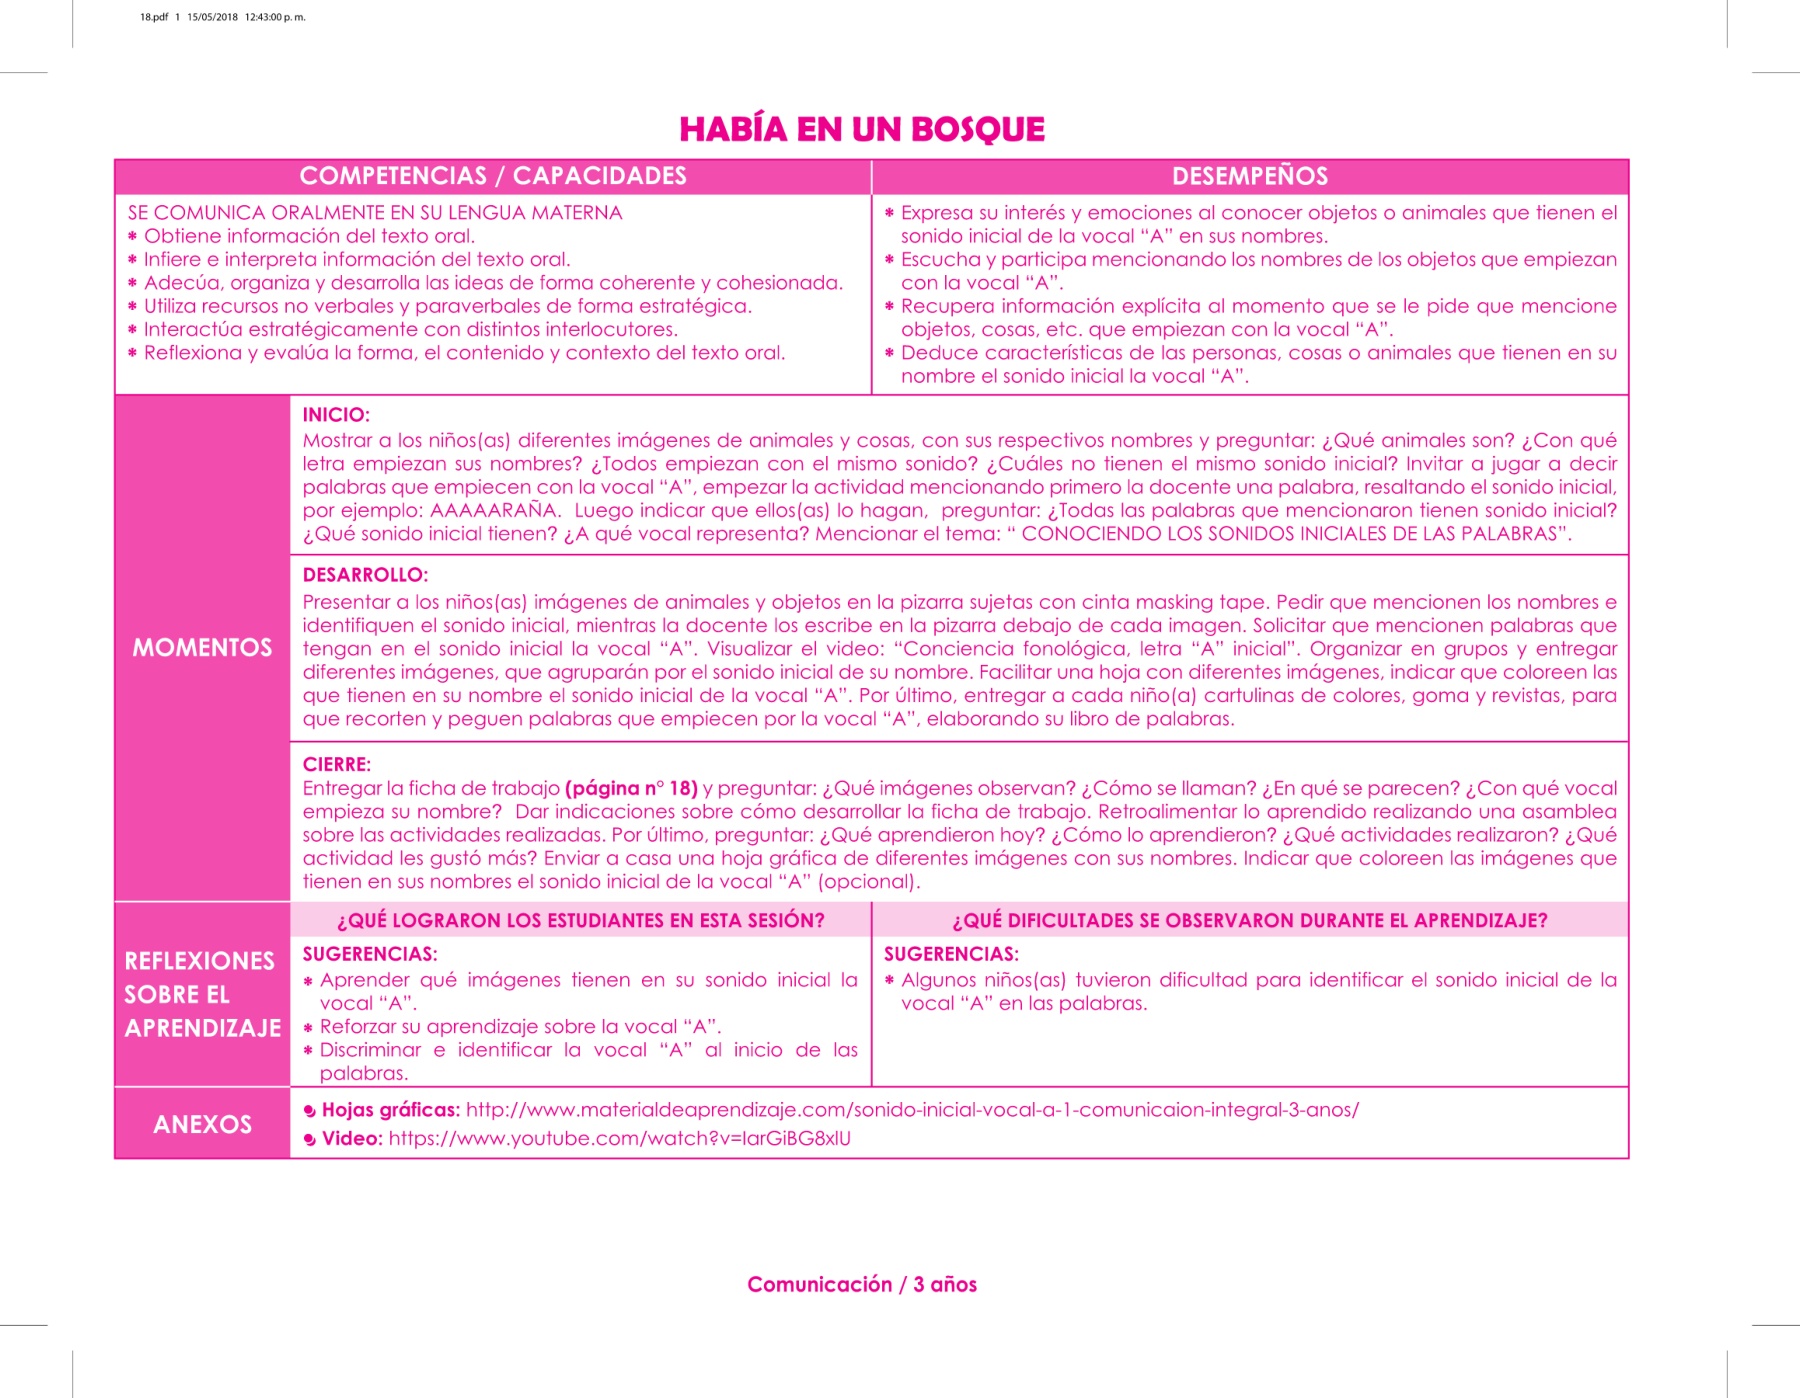 18.pdf 1 15/05/2018 12:43:00 p. m.
HABÍA EN UN BOSQUE
COMPETENCIAS / CAPACIDADES
DESEMPEÑOS
SE COMUNICA ORALMENTE EN SU LENGUA MATERNA
* Obtiene información del texto oral.
* Infiere e interpreta información del texto oral.
* Adecúa, organiza y desarrolla las ideas de forma coherente y cohesionada.
* Utiliza recursos no verbales y paraverbales de forma estratégica.
* Interactúa estratégicamente con distintos interlocutores.
* Reflexiona y evalúa la forma, el contenido y contexto del texto oral.
* Expresa su interés y emociones al conocer objetos o animales que tienen el
sonido inicial de la vocal “A” en sus nombres.
* Escucha y participa mencionando los nombres de los objetos que empiezan
con la vocal “A”.
* Recupera información explícita al momento que se le pide que mencione
objetos, cosas, etc. que empiezan con la vocal “A”.
* Deduce características de las personas, cosas o animales que tienen en su
nombre el sonido inicial la vocal “A”.
MOMENTOS
INICIO:
Mostrar a los niños(as) diferentes imágenes de animales y cosas, con sus respectivos nombres y preguntar: ¿Qué animales son? ¿Con qué
letra empiezan sus nombres? ¿Todos empiezan con el mismo sonido? ¿Cuáles no tienen el mismo sonido inicial? Invitar a jugar a decir
palabras que empiecen con la vocal “A”, empezar la actividad mencionando primero la docente una palabra, resaltando el sonido inicial,
por ejemplo: AAAAARAÑA. Luego indicar que ellos(as) lo hagan, preguntar: ¿Todas las palabras que mencionaron tienen sonido inicial?
¿Qué sonido inicial tienen? ¿A qué vocal representa? Mencionar el tema: “ CONOCIENDO LOS SONIDOS INICIALES DE LAS PALABRAS”.
DESARROLLO:
Presentar a los niños(as) imágenes de animales y objetos en la pizarra sujetas con cinta masking tape. Pedir que mencionen los nombres e
identifiquen el sonido inicial, mientras la docente los escribe en la pizarra debajo de cada imagen. Solicitar que mencionen palabras que
tengan en el sonido inicial la vocal “A”. Visualizar el video: “Conciencia fonológica, letra “A” inicial”. Organizar en grupos y entregar
diferentes imágenes, que agruparán por el sonido inicial de su nombre. Facilitar una hoja con diferentes imágenes, indicar que coloreen las
que tienen en su nombre el sonido inicial de la vocal “A”. Por último, entregar a cada niño(a) cartulinas de colores, goma y revistas, para
que recorten y peguen palabras que empiecen por la vocal “A”, elaborando su libro de palabras.
CIERRE:
Entregar la ficha de trabajo (página n° 18) y preguntar: ¿Qué imágenes observan? ¿Cómo se llaman? ¿En qué se parecen? ¿Con qué vocal
empieza su nombre? Dar indicaciones sobre cómo desarrollar la ficha de trabajo. Retroalimentar lo aprendido realizando una asamblea
sobre las actividades realizadas. Por último, preguntar: ¿Qué aprendieron hoy? ¿Cómo lo aprendieron? ¿Qué actividades realizaron? ¿Qué
actividad les gustó más? Enviar a casa una hoja gráfica de diferentes imágenes con sus nombres. Indicar que coloreen las imágenes que
tienen en sus nombres el sonido inicial de la vocal “A” (opcional).
REFLEXIONES
SOBRE EL
APRENDIZAJE
¿QUÉ LOGRARON LOS ESTUDIANTES EN ESTA SESIÓN?
SUGERENCIAS:
* Aprender qué imágenes tienen en su sonido inicial la
vocal “A”.
* Reforzar su aprendizaje sobre la vocal “A”.
* Discriminar e identificar la vocal “A” al inicio de las
palabras.
¿QUÉ DIFICULTADES SE OBSERVARON DURANTE EL APRENDIZAJE?
SUGERENCIAS:
* Algunos niños(as) tuvieron dificultad para identificar el sonido inicial de la
vocal “A” en las palabras.
ANEXOS
Hojas gráficas: http://www.materialdeaprendizaje.com/sonido-inicial-vocal-a-1-comunicaion-integral-3-anos/
Video: https://www.youtube.com/watch?v=IarGiBG8xlU
Comunicación / 3 años